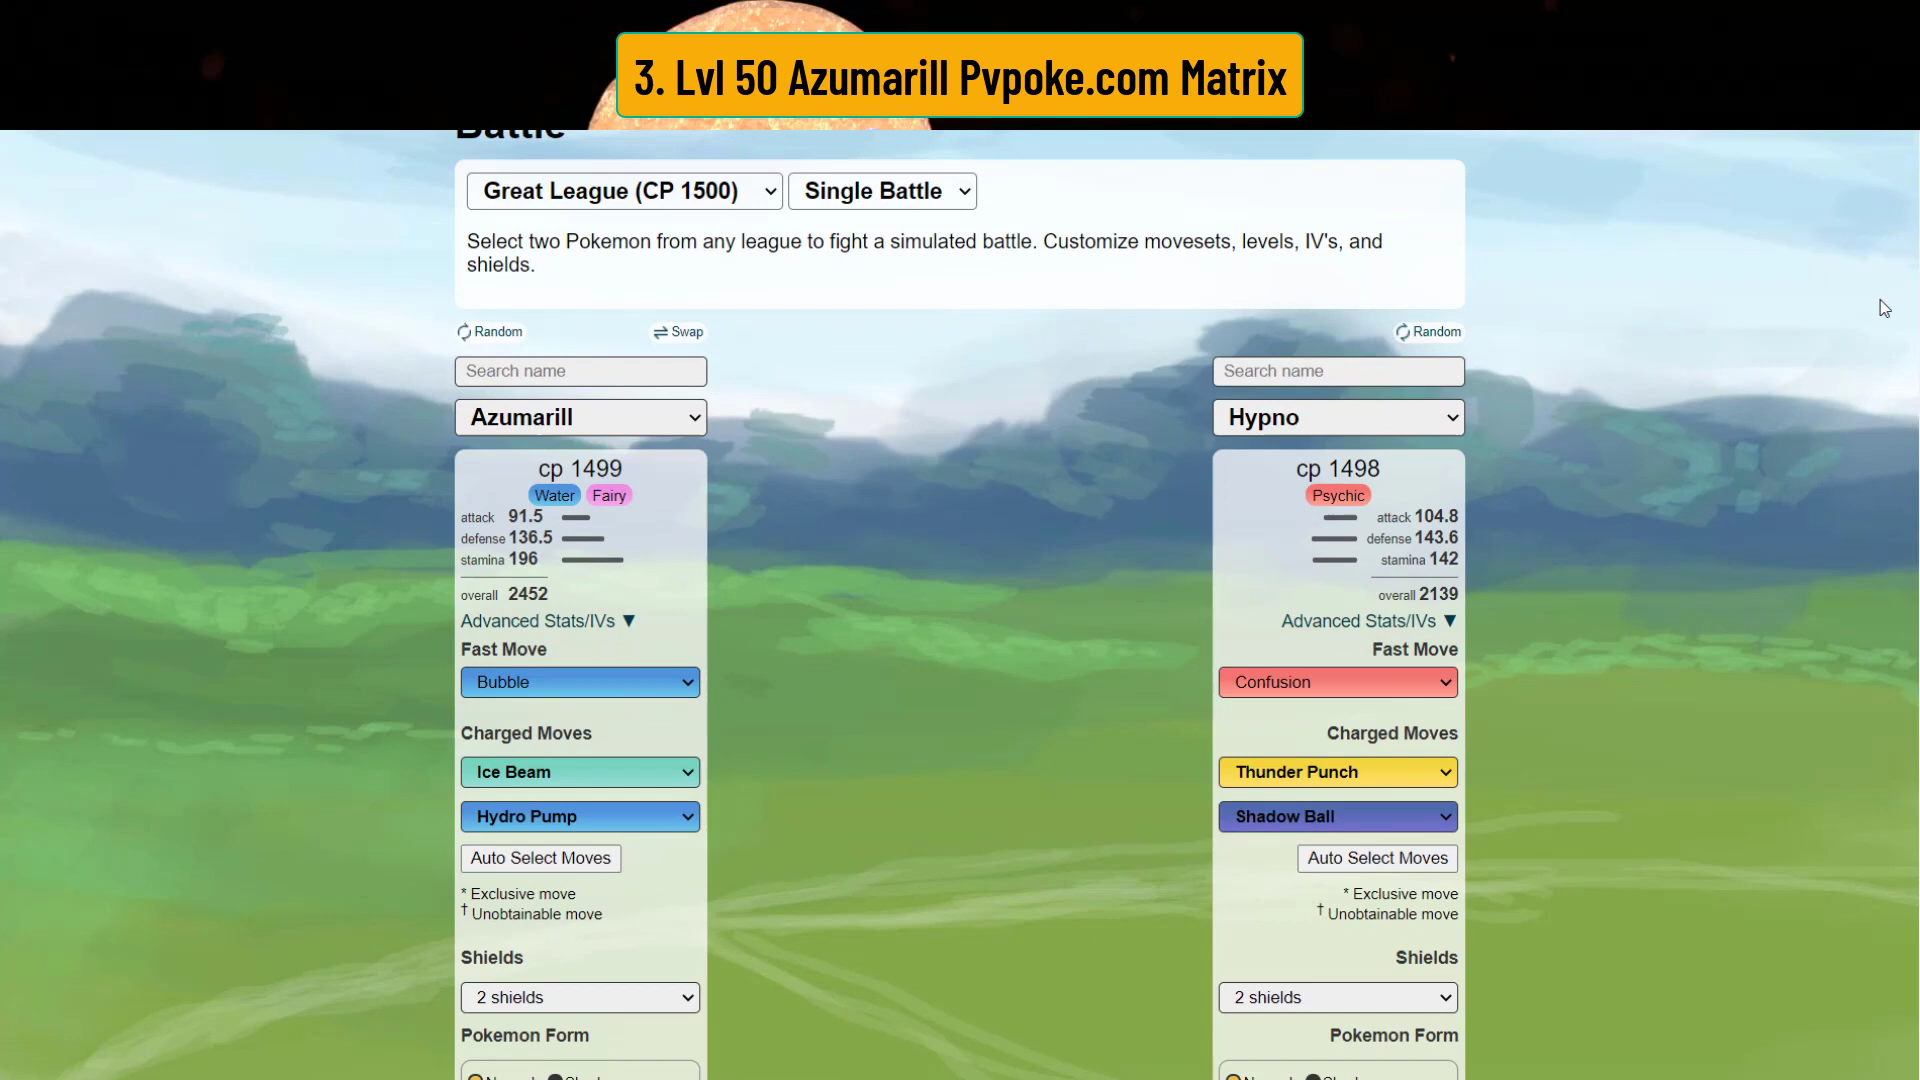 3. Lvl 50 Azumarill Pvpoke.com Matrix
Battle
Great League (CP 1500)
Single Battle
Select two Pokemon from any league to fight a simulated battle. Customize movesets, levels, IV's, and
shields.
Random
Swap
Random
Search name
Search name
Azumarill
Hypno
cp 1499
Water Fairy
attack 91.5
defense 136.5
stamina 196
overall 2452
Advanced Stats/IVs ▼
Fast Move
Bubble
Charged Moves
Ice Beam
Hydro Pump
Auto Select Moves
* Exclusive move
† Unobtainable move
Shields
2 shields
Pokemon Form
cp 1498
Psychic
attack 104.8
defense 143.6
stamina 142
overall 2139
Advanced Stats/IVs ▼
Fast Move
Confusion
Charged Moves
Thunder Punch
Shadow Ball
Auto Select Moves
* Exclusive move
† Unobtainable move
Shields
2 shields
Pokemon Form